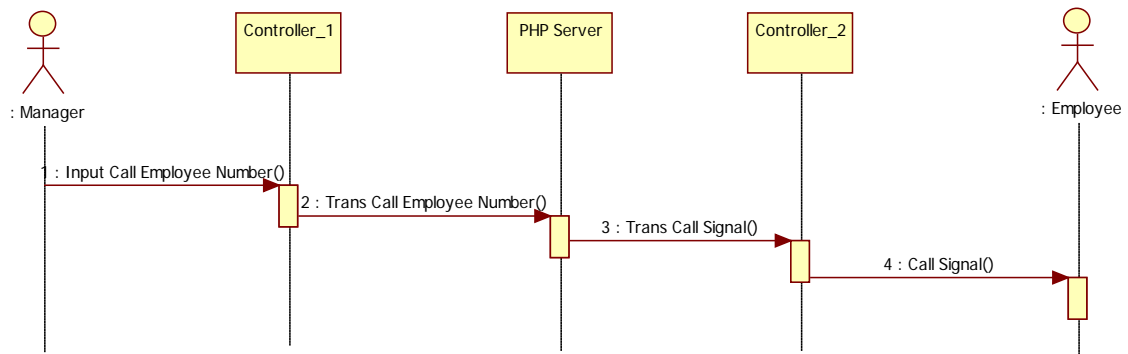 Controller_1
PHP Server
Controller_2
: Manager
: Employee
1 : Input Call Employee Number()
2 : Trans Call Employee Number()
3 : Trans Call Signal()
4 : Call Signal()